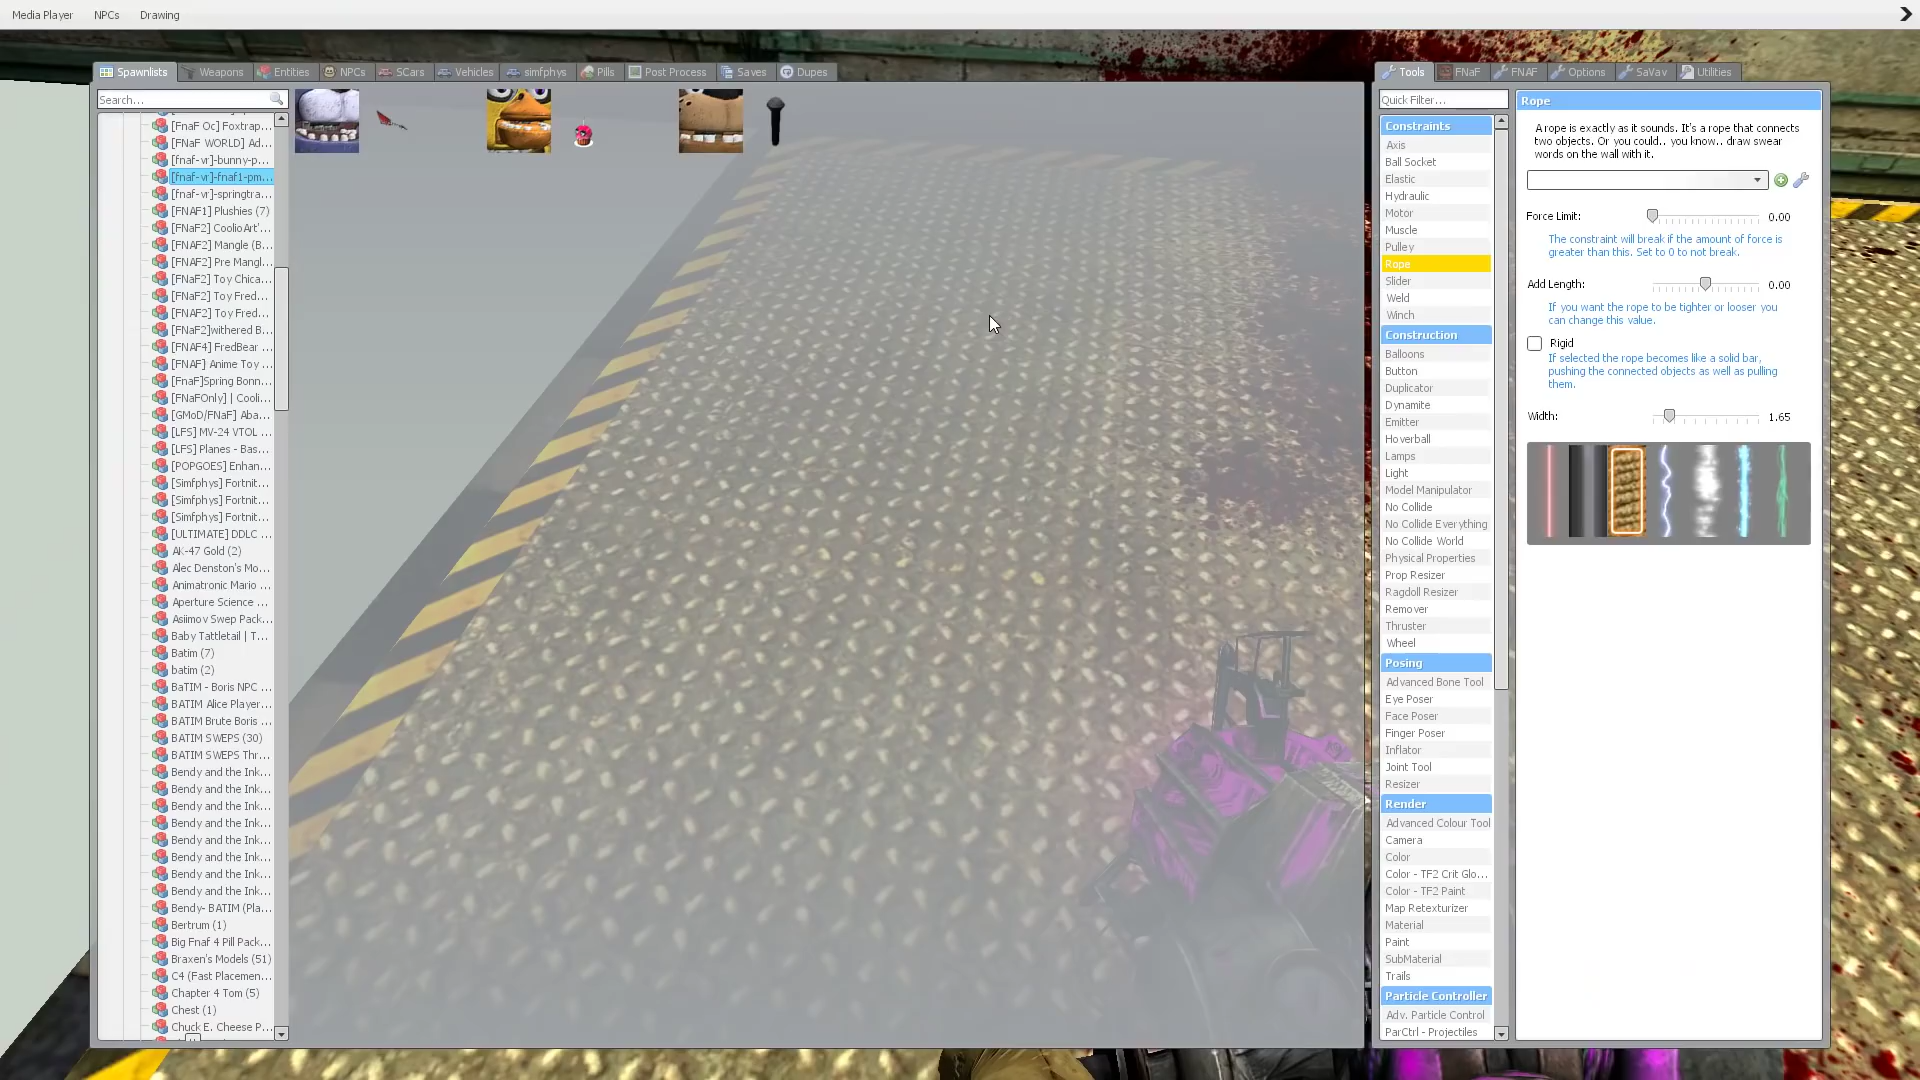 Media Player NPCs Drawing
Spawnlists Weapons Entities NPCs SCars Vehicles simfphys Pills Post Process Saves Dupes
Search...
[FnaF Oc] Foxtrap...
[FNaF WORLD] Ad...
[fnaf-vr]-bunny-p...
[fnaf-vr]-fnaf1-pm...
[fnaf-vr]-springtra...
[FNAF1] Plushies (7)
[FNaF2] CoolioArt'...
[FNAF2] Mangle (B...
[FNAF2] Pre Mangl...
[FNAF2] Toy Chica...
[FNaF2] Toy Fred...
[FNAF2] Toy Fred...
[FNaF2]withered B...
[FNAF4] FredBear ...
[FNAF] Anime Toy ...
[FnaF]Spring Bonn...
[FNaFOnly] | Cooli...
[GMoD/FNaF] Aba...
[LFS] MV-24 VTOL ...
[LFS] Planes - Bas...
[POPGOES] Enhan...
[Simfphys] Fortnit...
[Simfphys] Fortnit...
[Simfphys] Fortnit...
[ULTIMATE] DDLC ...
AK-47 Gold (2)
Alec Denston's Mo...
Animatronic Mario ...
Aperture Science ...
Asiimov Swep Pack...
Baby Tattletail | T...
Batim (7)
batim (2)
BaTIM - Boris NPC ...
BATIM Alice Player...
BATIM Brute Boris ...
BATIM SWEPS (30)
BATIM SWEPS Thr...
Bendy and the Ink...
Bendy and the Ink...
Bendy and the Ink...
Bendy and the Ink...
Bendy and the Ink...
Bendy and the Ink...
Bendy and the Ink...
Bendy and the Ink...
Bendy- BATIM (Pla...
Bertrum (1)
Big Fnaf 4 Pill Pack...
Braxen's Models (51)
C4 (Fast Placemen...
Chapter 4 Tom (5)
Chest (1)
Chuck E. Cheese P...
Tools FNaF FNAF Options SaVav Utilities
Quick Filter...
Constraints
Axis
Ball Socket
Elastic
Hydraulic
Motor
Muscle
Pulley
Rope
Slider
Weld
Winch
Construction
Balloons
Button
Duplicator
Dynamite
Emitter
Hoverball
Lamps
Light
Model Manipulator
No Collide
No Collide Everything
No Collide World
Physical Properties
Prop Resizer
Ragdoll Resizer
Remover
Thruster
Wheel
Posing
Advanced Bone Tool
Eye Poser
Face Poser
Finger Poser
Inflator
Joint Tool
Resizer
Render
Advanced Colour Tool
Camera
Color
Color - TF2 Crit Glo...
Color - TF2 Paint
Map Retexturizer
Material
Paint
SubMaterial
Trails
Particle Controller
Adv. Particle Control
ParCtrl - Projectiles
Rope
A rope is exactly as it sounds. It's a rope that connects
two objects. Or you could.. you know.. draw swear
words on the wall with it.
Force Limit: 0.00
The constraint will break if the amount of force is
greater than this. Set to 0 to not break.
Add Length: 0.00
If you want the rope to be tighter or looser you
can change this value.
Rigid
If selected the rope becomes like a solid bar,
pushing the connected objects as well as pulling
them.
Width: 1.65